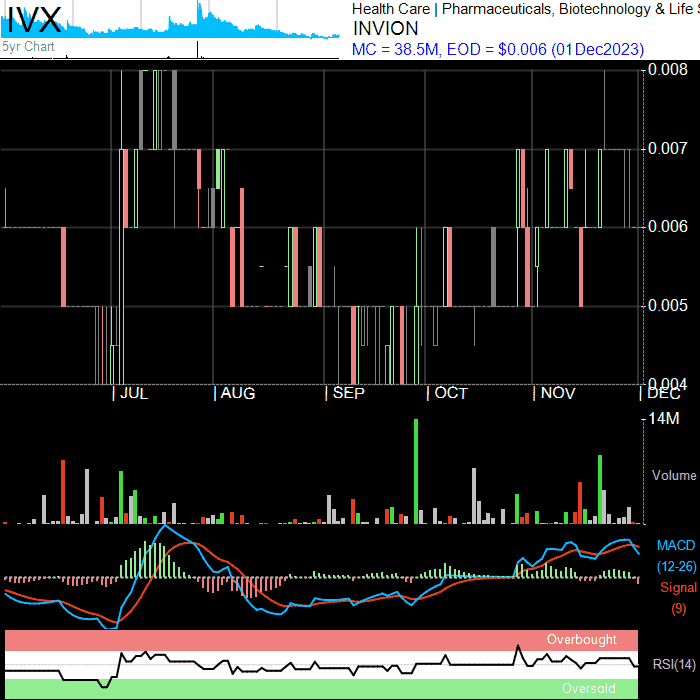 IVX
5yr Chart
Health Care | Pharmaceuticals, Biotechnology & Life S
INVION
MC = 38.5M, EOD = $0.006 (01Dec2023)
0.008
0.007
0.006
0.005
0.004
JUL AUG SEP OCT NOV DEC
14M
Volume
MACD
(12-26)
Signal
(9)
Overbought
RSI(14)
Oversold